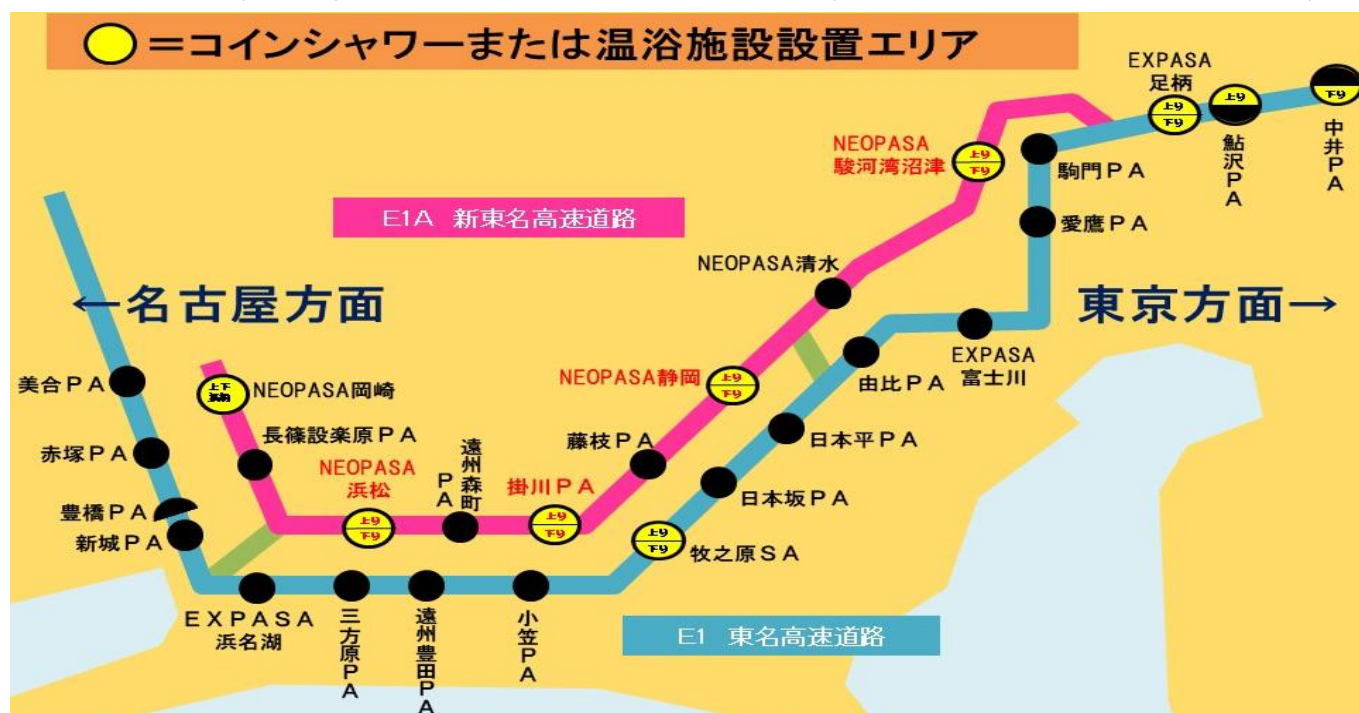 =コインシャワーまたは温浴施設設置エリア
EXPASA
足柄
上り
下り
上り
鮎沢PA
下り
中井PA
NEOPASA
駿河湾沼津
上り
下り
駒門PA
E1A 新東名高速道路
愛鷹PA
NEOPASA清水
←名古屋方面
東京方面→
EXPASA
富士川
由比PA
美合PA
上下
NEOPASA岡崎
NEOPASA静岡
上り
下り
長篠設楽原PA
赤塚PA
NEOPASA
浜松
遠州森町
PA
掛川PA
藤枝PA
日本平PA
日本坂PA
豊橋PA
新城PA
上り
下り
上り
下り
上り
下り
牧之原SA
EXPASA
浜名湖
三方原PA
遠州豊田PA
小笠PA
E1 東名高速道路